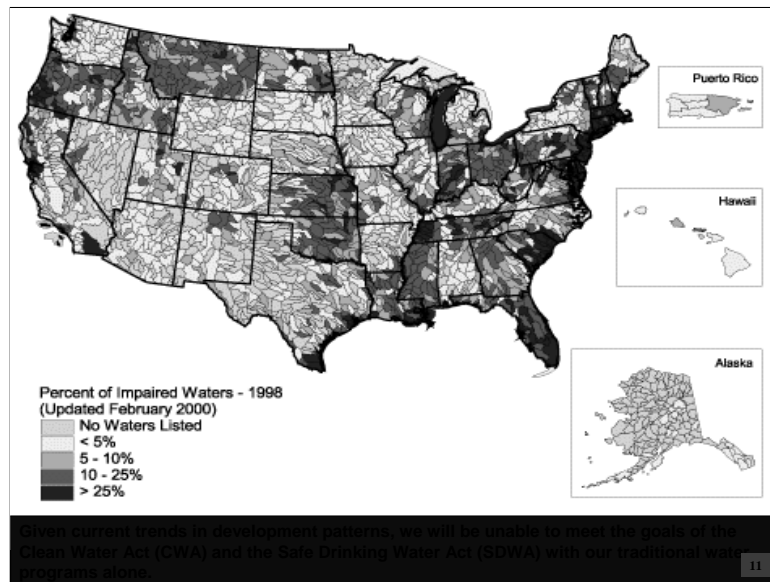 Puerto Rico
Hawaii
Alaska
Percent of Impaired Waters - 1998
(Updated February 2000)
No Waters Listed
< 5%
5 - 10%
10 - 25%
> 25%
Given current trends in development patterns, we will be unable to meet the goals of the
Clean Water Act (CWA) and the Safe Drinking Water Act (SDWA) with our traditional water
programs alone.
11